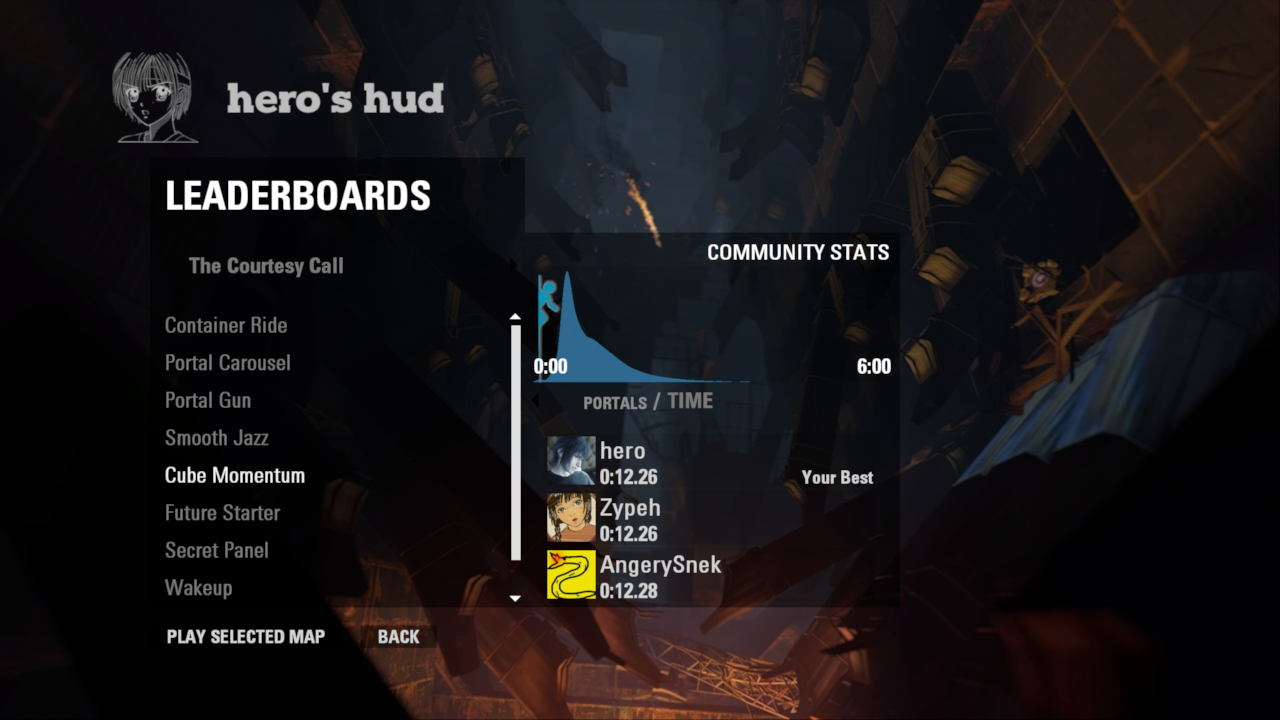 hero's hud
LEADERBOARDS
The Courtesy Call
Container Ride
Portal Carousel
Portal Gun
Smooth Jazz
Cube Momentum
Future Starter
Secret Panel
Wakeup
PLAY SELECTED MAP
BACK
COMMUNITY STATS
0:00
6:00
PORTALS / TIME
hero
0:12.26
Your Best
Zypeh
0:12.26
AngerySnek
0:12.28